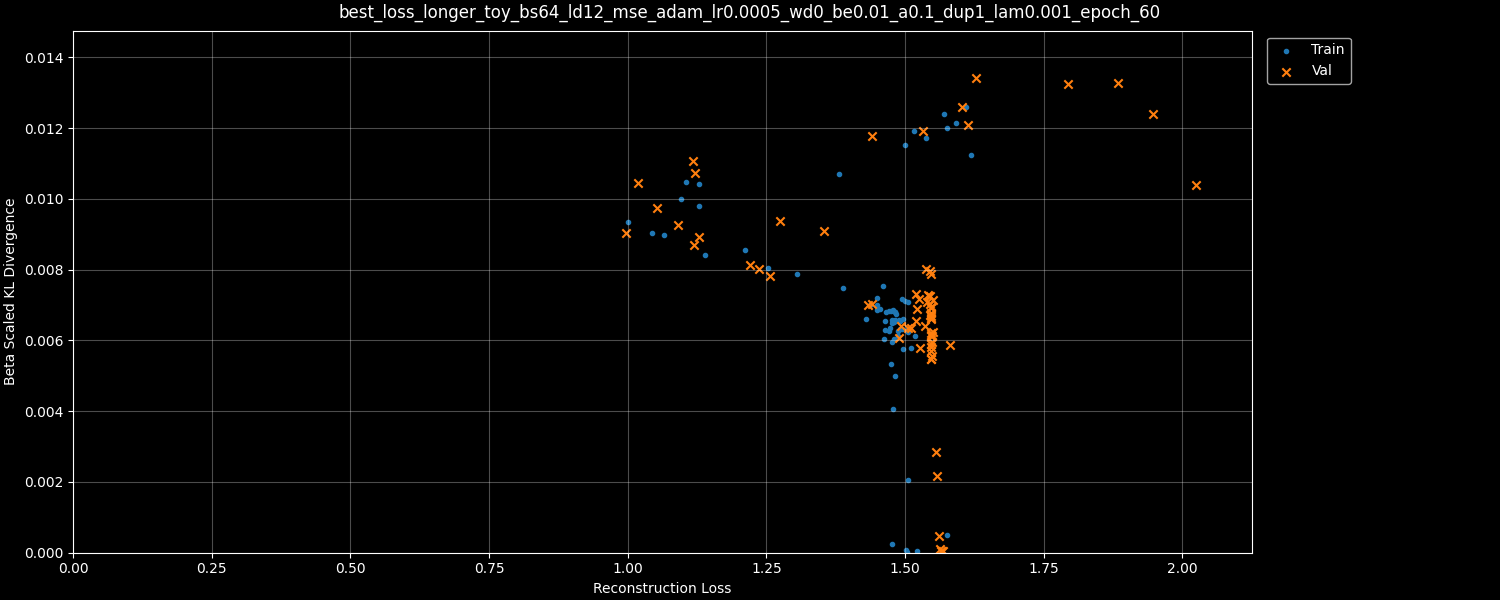 best_loss_longer_toy_bs64_ld12_mse_adam_lr0.0005_wd0_be0.01_a0.1_dup1_lam0.001_epoch_60
Train
Val
0.014
0.012
0.010
0.008
0.006
0.004
0.002
0.000
Beta Scaled KL Divergence
0.00 0.25 0.50 0.75 1.00 1.25 1.50 1.75 2.00
Reconstruction Loss